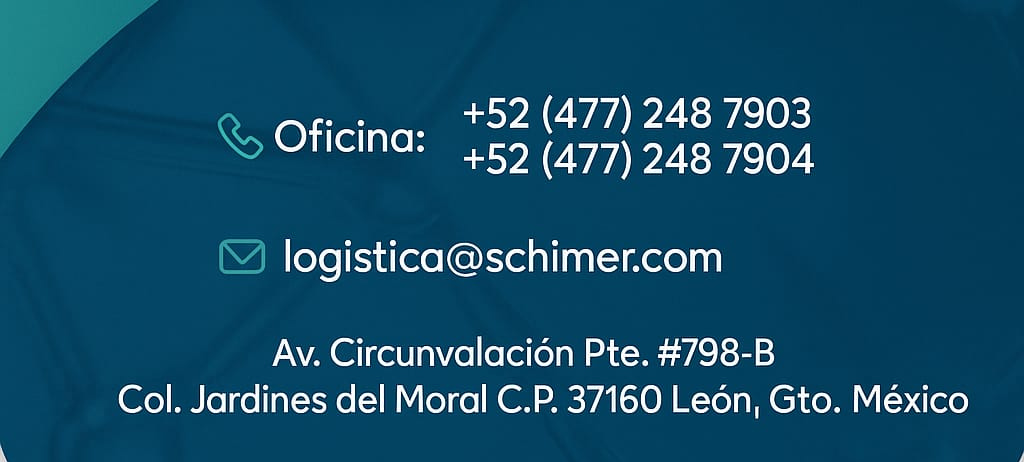 Oficina: +52 (477) 248 7903
+52 (477) 248 7904
logistica@schimer.com
Av. Circunvalación Pte. #798-B
Col. Jardines del Moral C.P. 37160 León, Gto. México